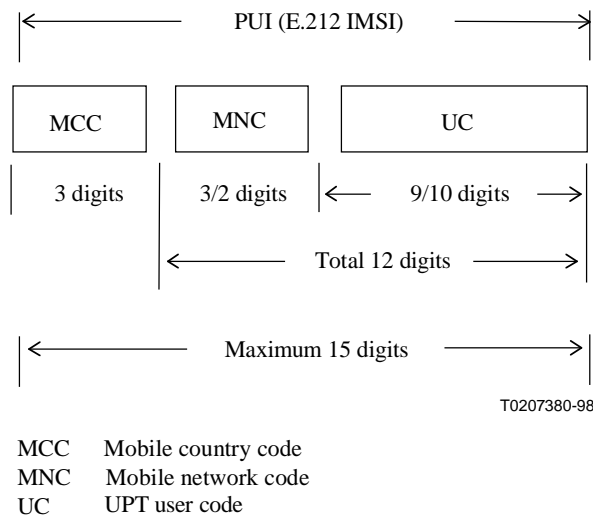 PUI (E.212 IMSI)
MCC MNC UC
3 digits 3/2 digits 9/10 digits
Total 12 digits
Maximum 15 digits
T0207380-98
MCC Mobile country code
MNC Mobile network code
UC UPT user code